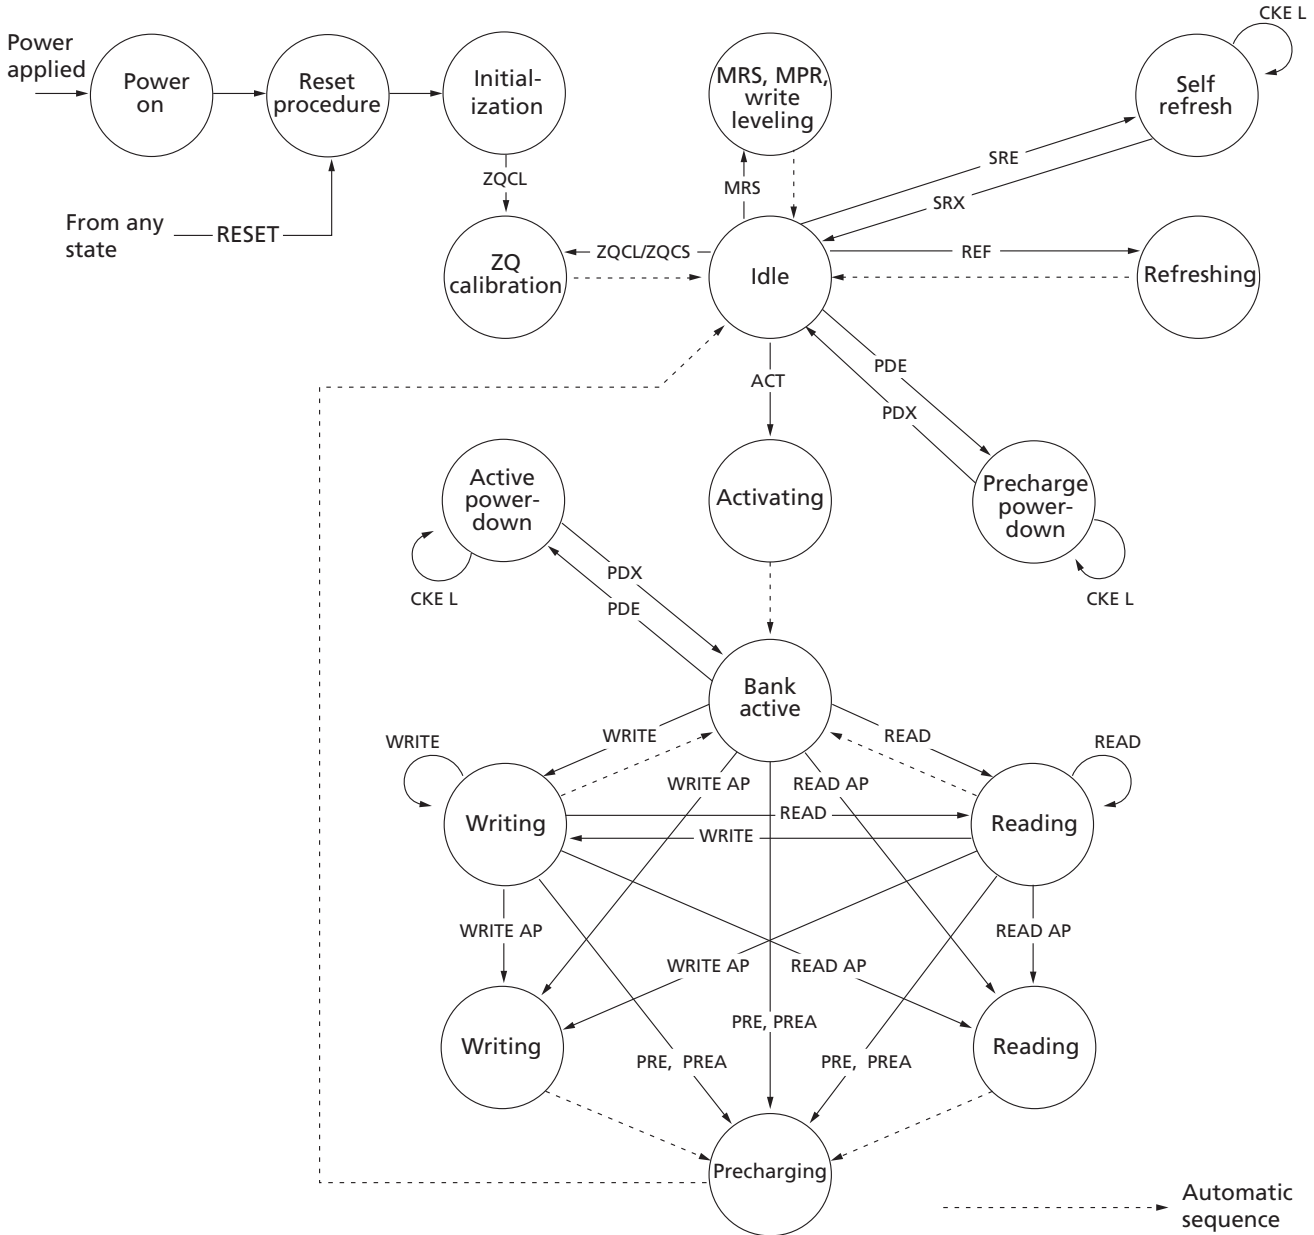 CKE L
Power
applied
Power
on
Reset
procedure
Initial-
ization
MRS, MPR,
write
leveling
Self
refresh
ZQCL
MRS
SRE
SRX
From any
state
RESET
ZQ
calibration
ZQCL/ZQCS
Idle
REF
Refreshing
ACT
PDE
PDX
Active
power-
down
Activating
Precharge
power-
down
CKE L
PDX
PDE
CKE L
Bank
active
WRITE
WRITE
READ
READ
WRITE AP
READ AP
Writing
READ
WRITE
Reading
WRITE AP
READ AP
WRITE AP
READ AP
Writing
PRE, PREA
Reading
PRE, PREA
PRE, PREA
Precharging
Automatic
sequence